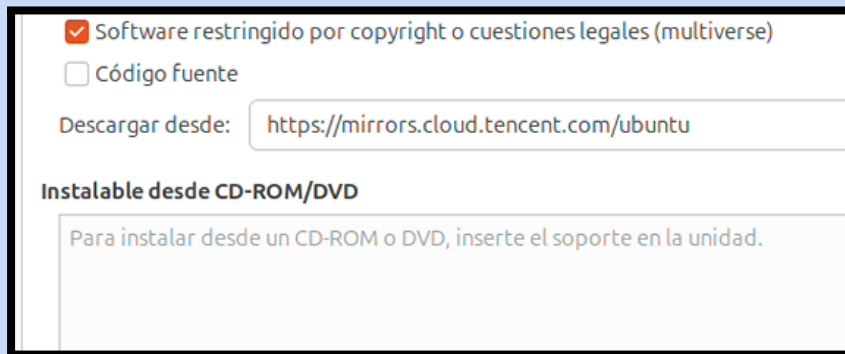 Software restringido por copyright o cuestiones legales (multiverse)
Código fuente
Descargar desde: https://mirrors.cloud.tencent.com/ubuntu
Instalable desde CD-ROM/DVD
Para instalar desde un CD-ROM o DVD, inserte el soporte en la unidad.